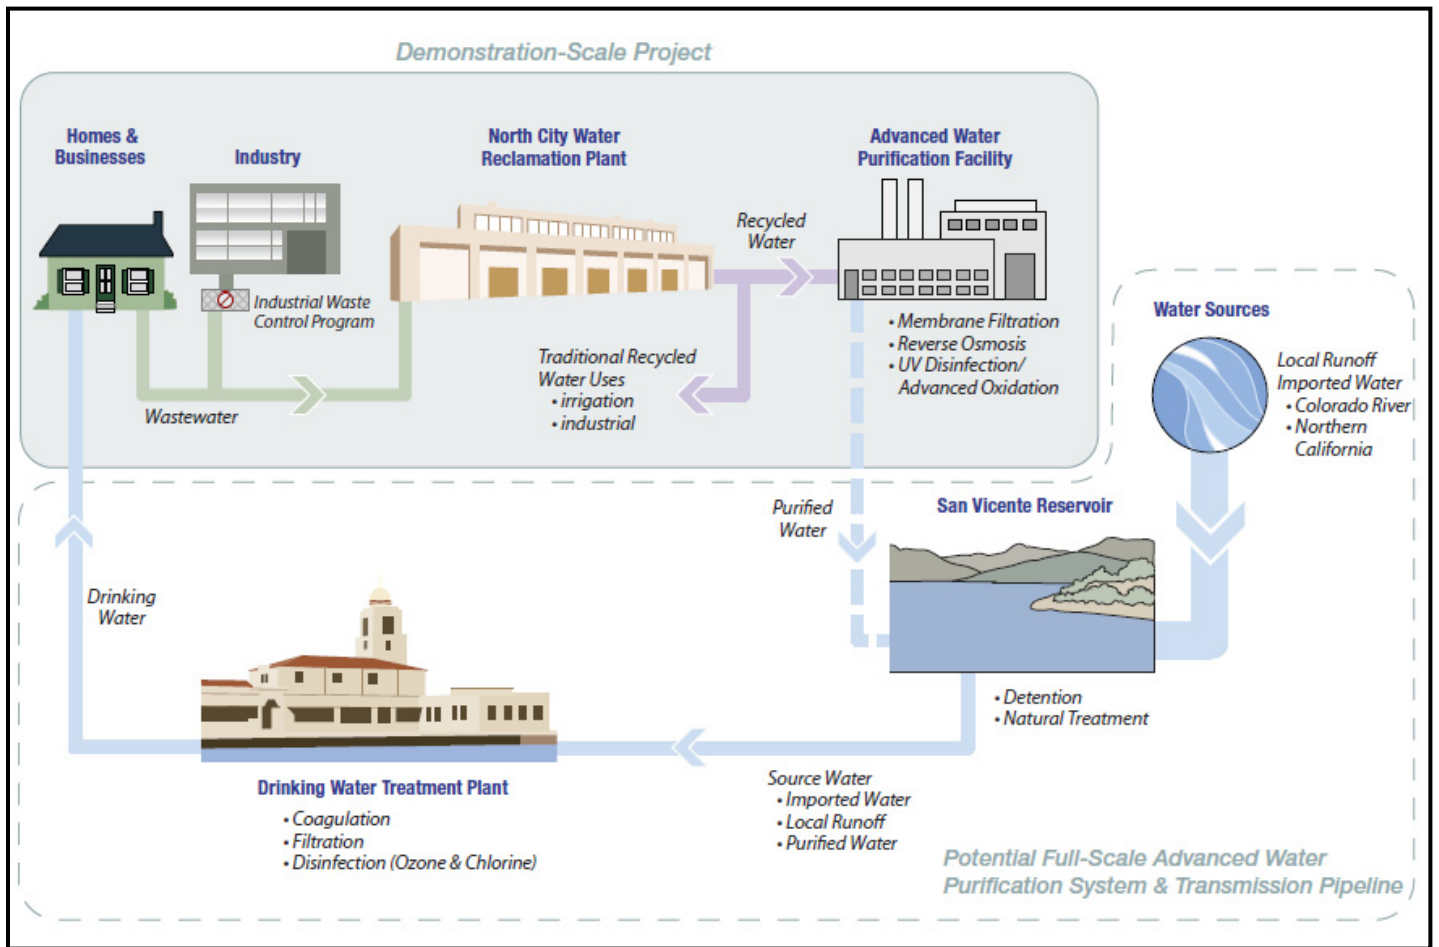 Demonstration-Scale Project
Homes &
Businesses
Industry
North City Water
Reclamation Plant
Advanced Water
Purification Facility
Recycled
Water
Industrial Waste
Control Program
Wastewater
Traditional Recycled
Water Uses
• irrigation
• industrial
• Membrane Filtration
• Reverse Osmosis
• UV Disinfection/
Advanced Oxidation
Water Sources
Local Runoff
Imported Water
• Colorado River
• Northern
California
Purified
Water
San Vicente Reservoir
• Detention
• Natural Treatment
Drinking
Water
Drinking Water Treatment Plant
• Coagulation
• Filtration
• Disinfection (Ozone & Chlorine)
Source Water
• Imported Water
• Local Runoff
• Purified Water
Potential Full-Scale Advanced Water
Purification System & Transmission Pipeline